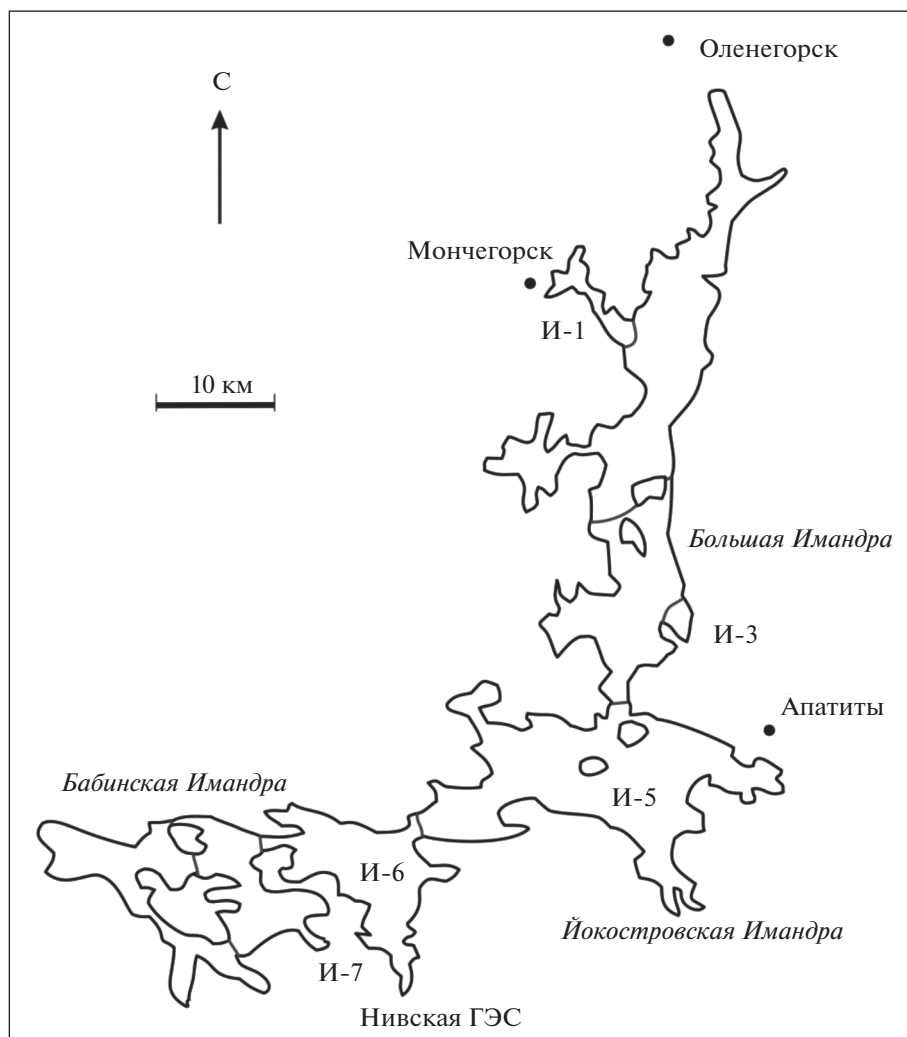 Оленегорск
С
Мончегорск
И-1
10 км
Большая Имандра
И-3
Апатиты
Бабинская Имандра
И-5
И-6
Йокостровская Имандра
И-7
Нивская ГЭС